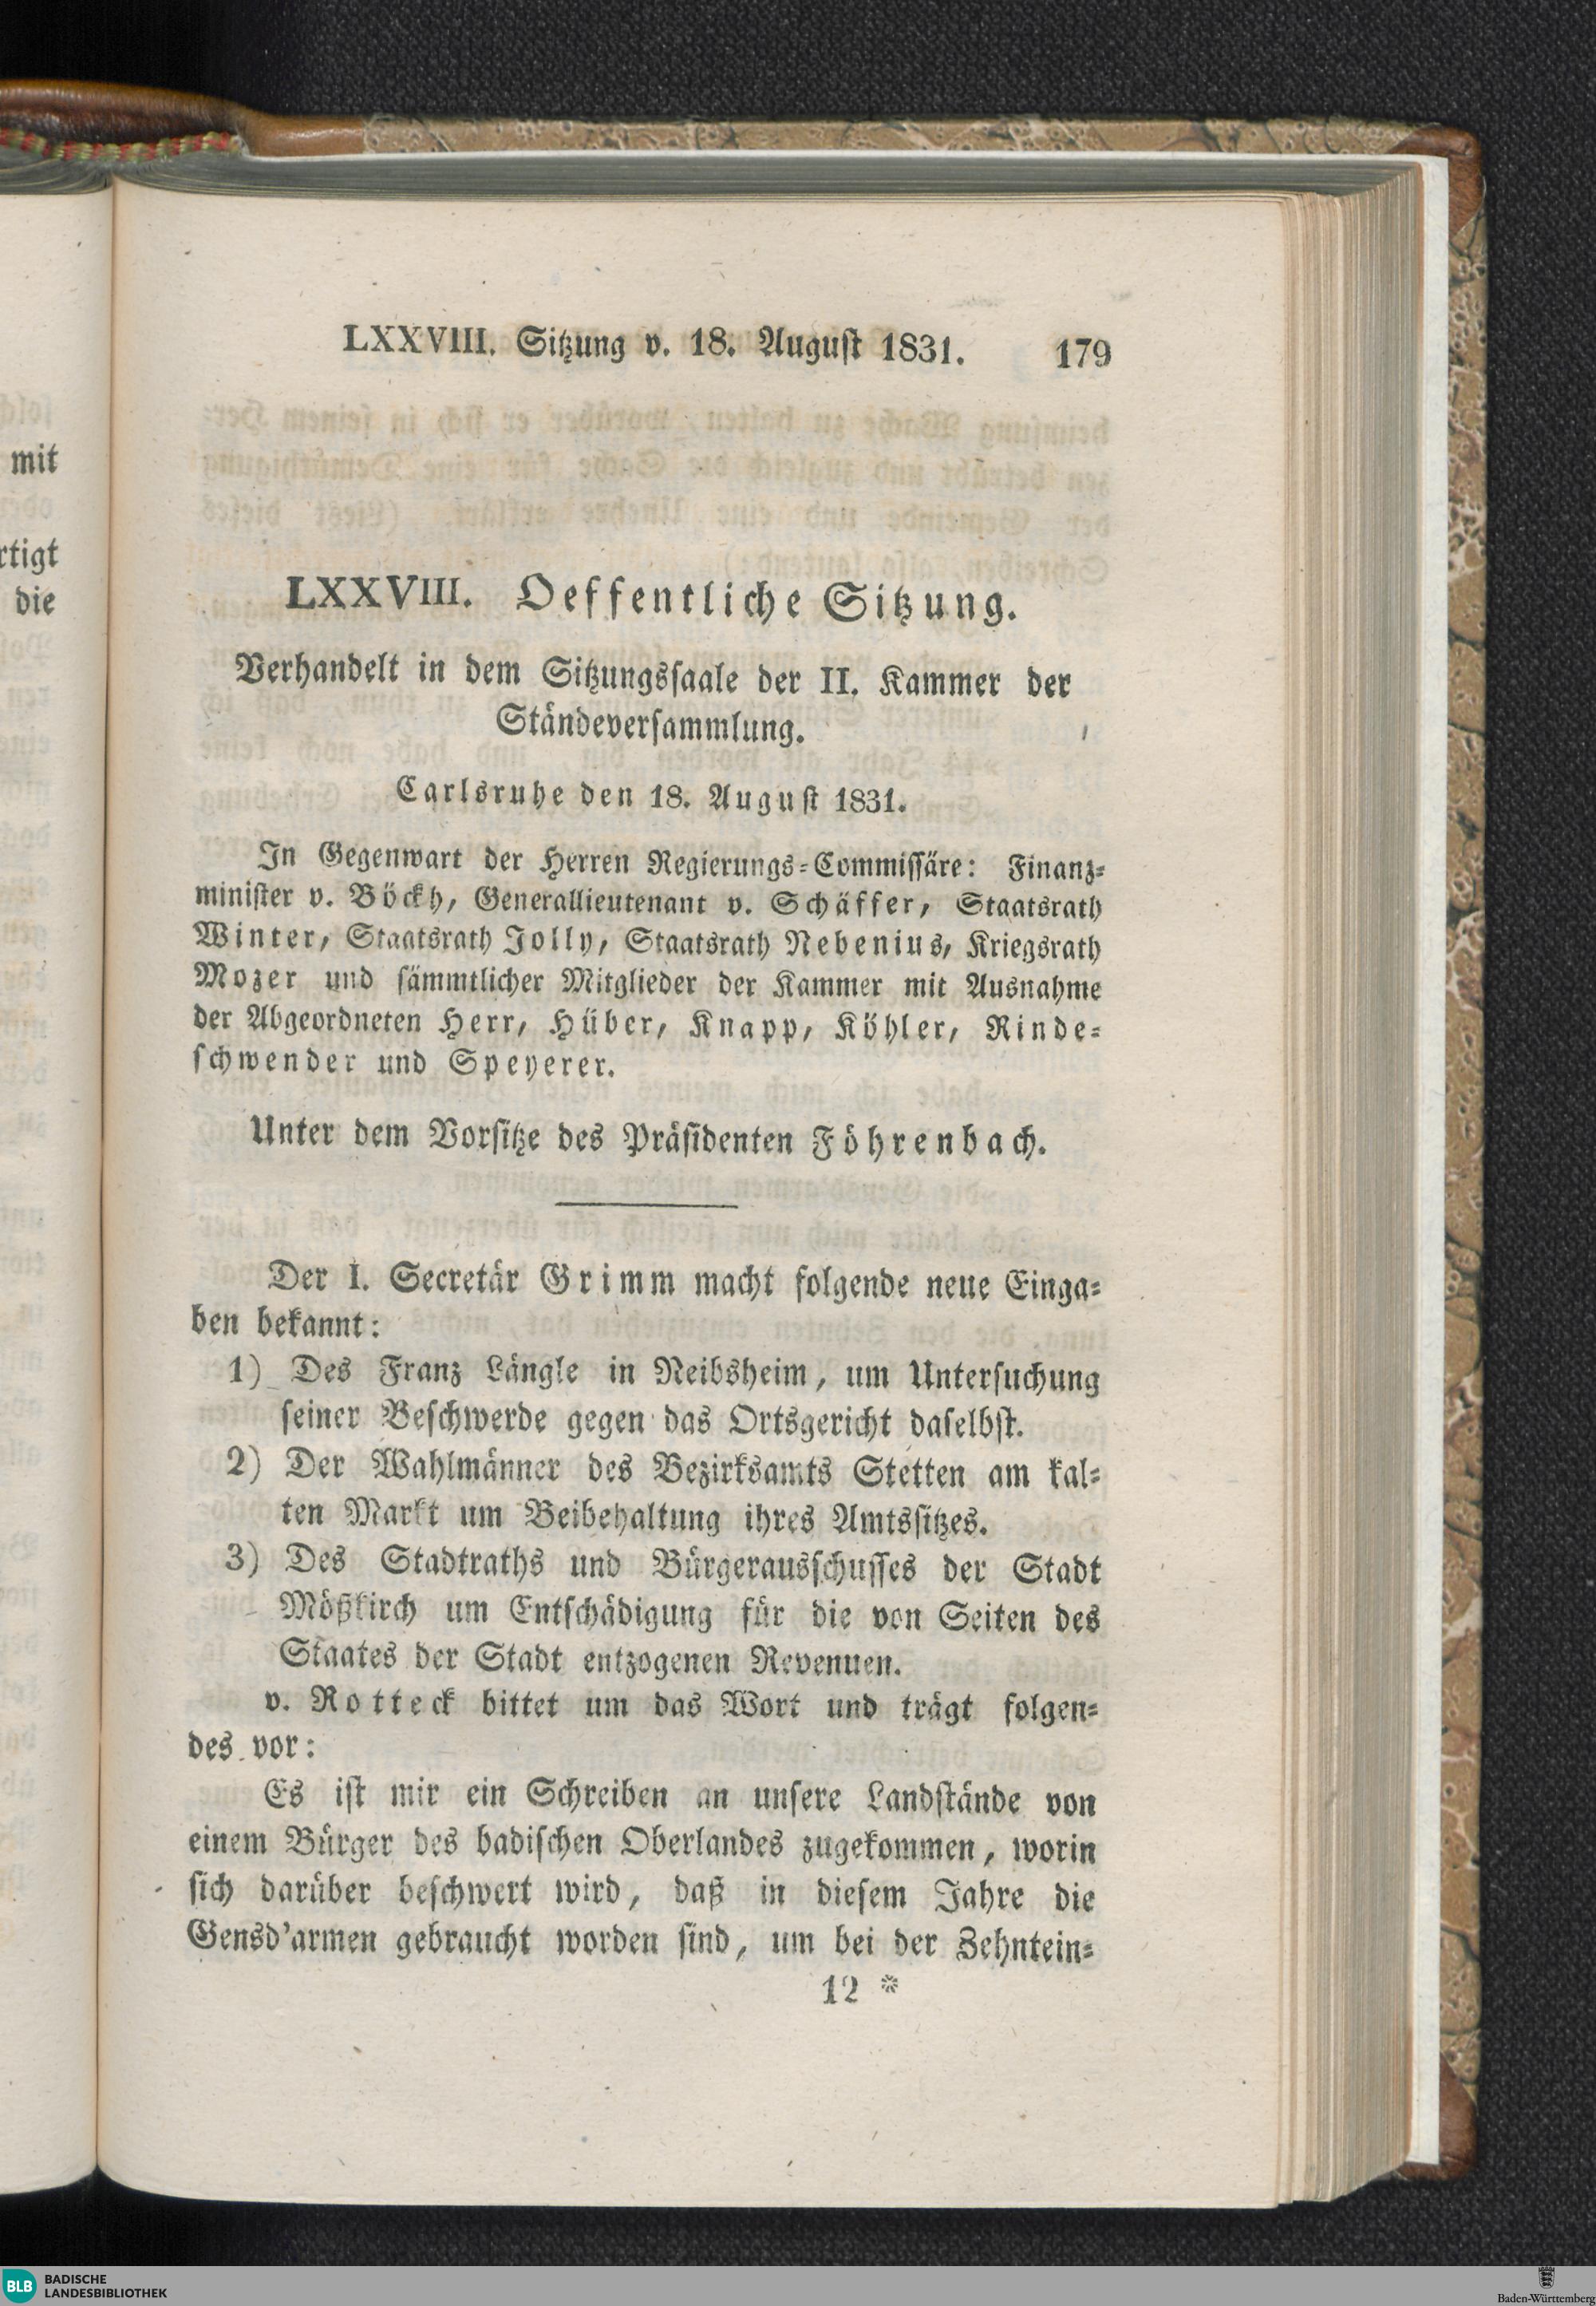 mit
rtigt
die
LXXVIII. Sitzung v. 18. August 1831. 179
LXXVIII. Oeffentliche Sitzung.
Verhandelt in dem Sitzungssaale der II. Kammer der
Ständeversammlung.
Carlsruhe den 18. August 1831.
In Gegenwart der Herren Regierungs-Commissäre: Finanz-
minister v. Böckh, Generallieutenant v. Schäffer, Staatsrath
Winter, Staatsrath Jolly, Staatsrath Nebenius, Kriegsrath
Mozer und sämmtlicher Mitglieder der Kammer mit Ausnahme
der Abgeordneten Herr, Hüber, Knapp, Köhler, Rinde-
schwender und Speyerer.
Unter dem Vorsitze des Präsidenten Föhrenbach.
Der I. Secretär Grimm macht folgende neue Einga-
ben bekannt:
1) Des Franz Längle in Neibsheim, um Untersuchung
seiner Beschwerde gegen das Ortsgericht daselbst.
2) Der Wahlmänner des Bezirksamts Stetten am kal-
ten Markt um Beibehaltung ihres Amtssitzes.
3) Des Stadtraths und Bürgerausschusses der Stadt
Mößkirch um Entschädigung für die von Seiten des
Staates der Stadt entzogenen Revenuen.
v. Rotteck bittet um das Wort und trägt folgen-
des vor:
Es ist mir ein Schreiben an unsere Landstände von
einem Bürger des badischen Oberlandes zugekommen, worin
sich darüber beschwert wird, daß in diesem Jahre die
Gensd'armen gebraucht worden sind, um bei der Zehntein-
12 *
BLB BADISCHE
LANDESBIBLIOTHEK
Baden-Württemberg